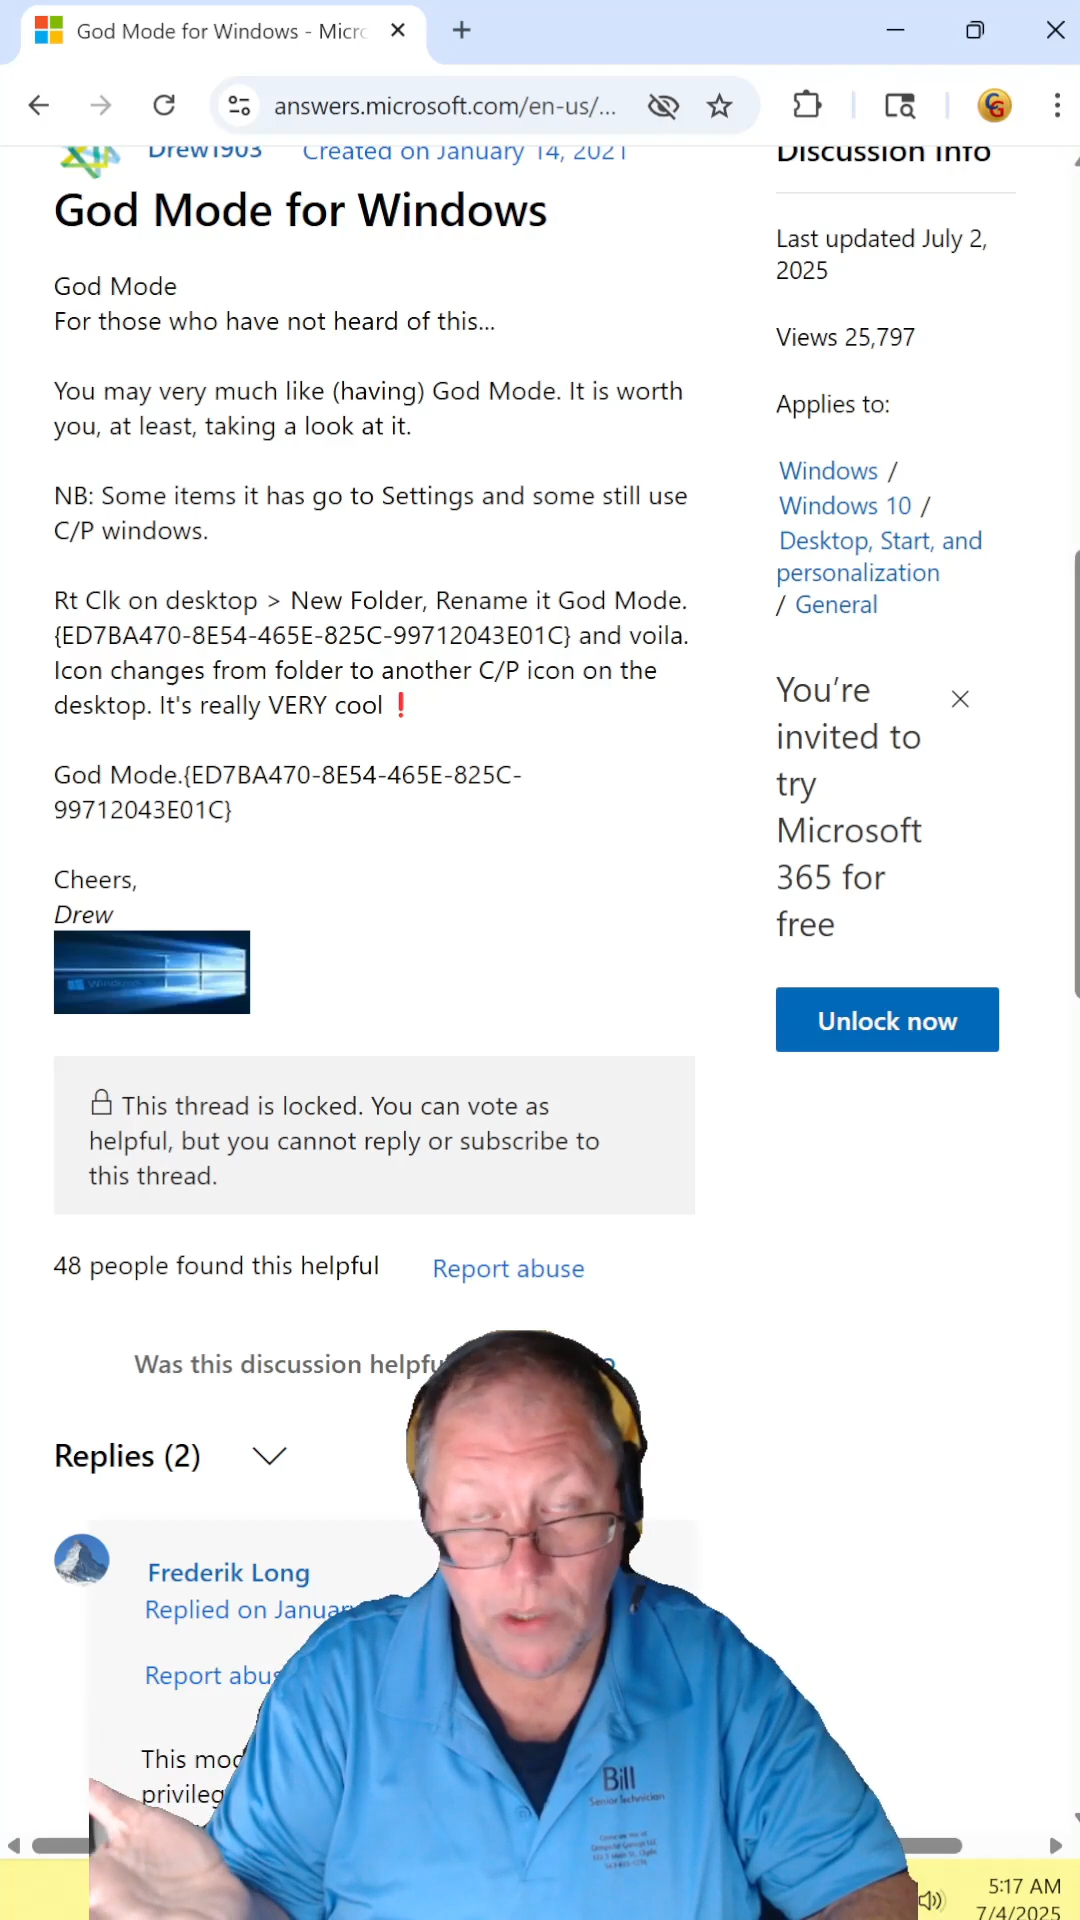 God Mode for Windows - Micro
answers.microsoft.com/en-us/...
Drew1903 Created on January 14, 2021
Discussion Info
God Mode for Windows
Last updated July 2,
2025
God Mode
For those who have not heard of this...
Views 25,797
You may very much like (having) God Mode. It is worth
you, at least, taking a look at it.
Applies to:
Windows /
Windows 10 /
Desktop, Start, and
personalization
/ General
NB: Some items it has go to Settings and some still use
C/P windows.
Rt Clk on desktop > New Folder, Rename it God Mode.
{ED7BA470-8E54-465E-825C-99712043E01C} and voila.
Icon changes from folder to another C/P icon on the
desktop. It's really VERY cool ❗
You’re
invited to
try
Microsoft
365 for
free
God Mode.{ED7BA470-8E54-465E-825C-
99712043E01C}
Cheers,
Drew
Windows
Unlock now
This thread is locked. You can vote as
helpful, but you cannot reply or subscribe to
this thread.
48 people found this helpful Report abuse
Was this discussion helpfu
Replies (2)
Frederik Long
Replied on Januar
Report abus
This mod
privileg
Bill
Senior Technician
5:17 AM
7/4/2025